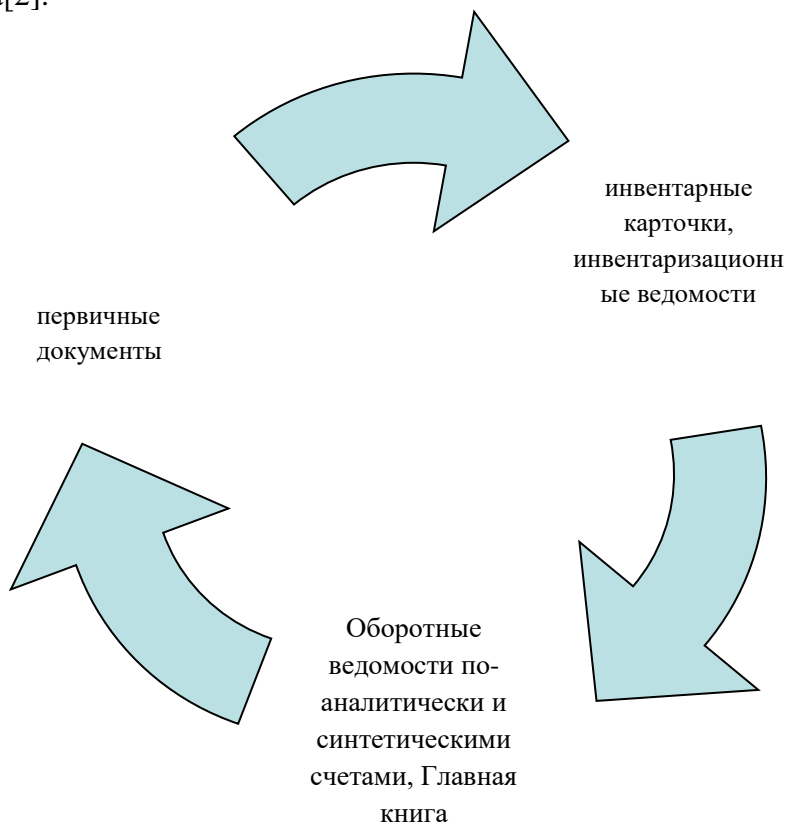 а[2].
инвентарные
карточки,
инвентаризационн
ые ведомости
первичные
документы
Оборотные
ведомости по-
аналитически и
синтетическими
счетами, Главная
книга